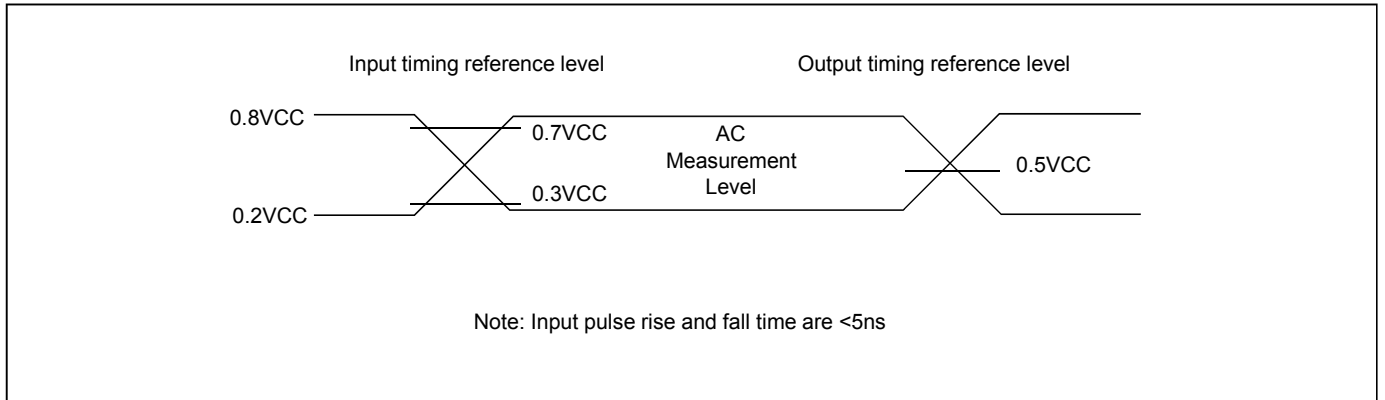 Input timing reference level
Output timing reference level
0.8VCC
0.7VCC
AC
Measurement
Level
0.5VCC
0.3VCC
0.2VCC
Note: Input pulse rise and fall time are <5ns